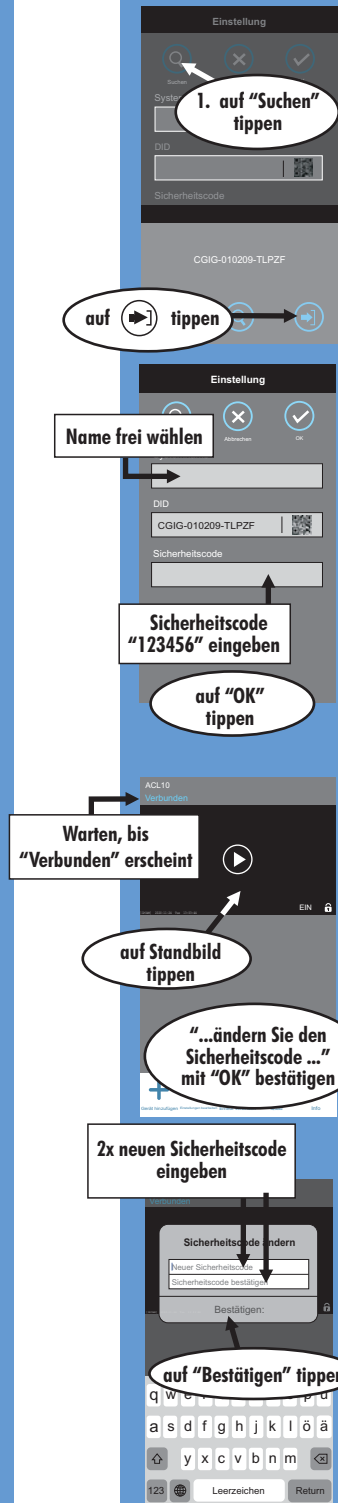 Einstellung
Suchen
1. auf “Suchen”
tippen
DID
Sicherheitscode
CGIG-010209-TLPZF
auf tippen
Einstellung
Abbrechen OK
Name frei wählen
DID
CGIG-010209-TLPZF
Sicherheitscode
Sicherheitscode
“123456” eingeben
auf “OK”
tippen
ACL10
Verbunden
Warten, bis
“Verbunden” erscheint
EIN
auf Standbild
tippen
“...ändern Sie den
Sicherheitscode ...”
mit “OK” bestätigen
Gerät hinzufügen Info
2x neuen Sicherheitscode
eingeben
Verbunden
Sicherheitscode ändern
Neuer Sicherheitscode
Sicherheitscode bestätigen
Bestätigen:
auf “Bestätigen” tippen
q w
a s d f g h j k l ö ä
y x c v b n m
123 Leerzeichen Return